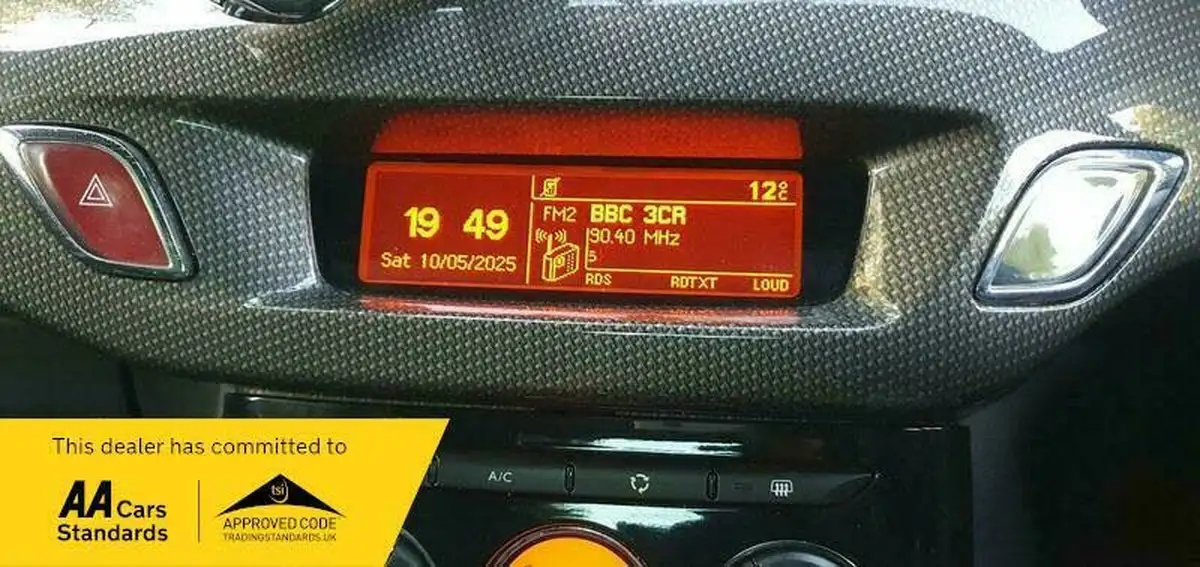 19 49
Sat 10/05/2025
12°C
FM2 BBC 3CR
90.40 MHz
5
RDS RDTXT LOUD
A/C
This dealer has committed to
AA Cars
Standards
tsi
APPROVED CODE
TRADINGSTANDARDS.UK